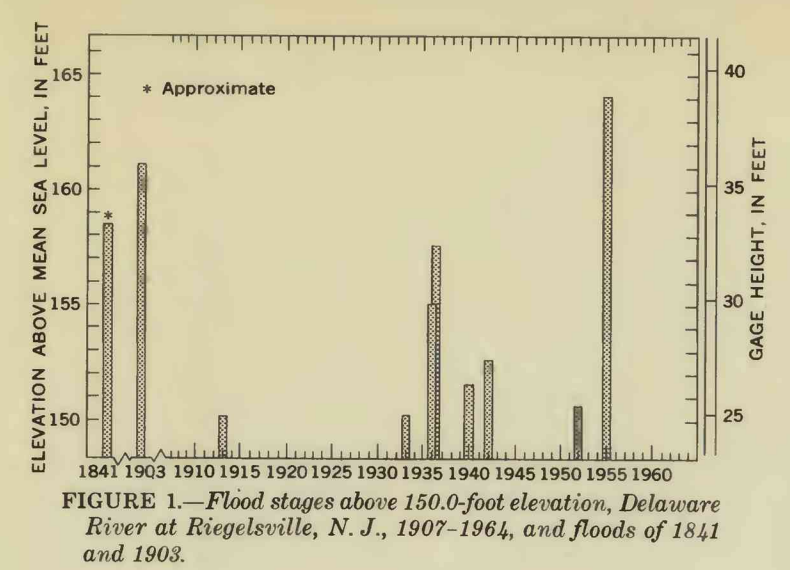 ELEVATION ABOVE MEAN SEA LEVEL, IN FEET
165
160
155
150
* Approximate
*
40
35
30
25
GAGE HEIGHT, IN FEET
1841 1903 1910 1915 1920 1925 1930 1935 1940 1945 1950 1955 1960
FIGURE 1.—Flood stages above 150.0-foot elevation, Delaware
River at Riegelsville, N. J., 1907–1964, and floods of 1841
and 1903.